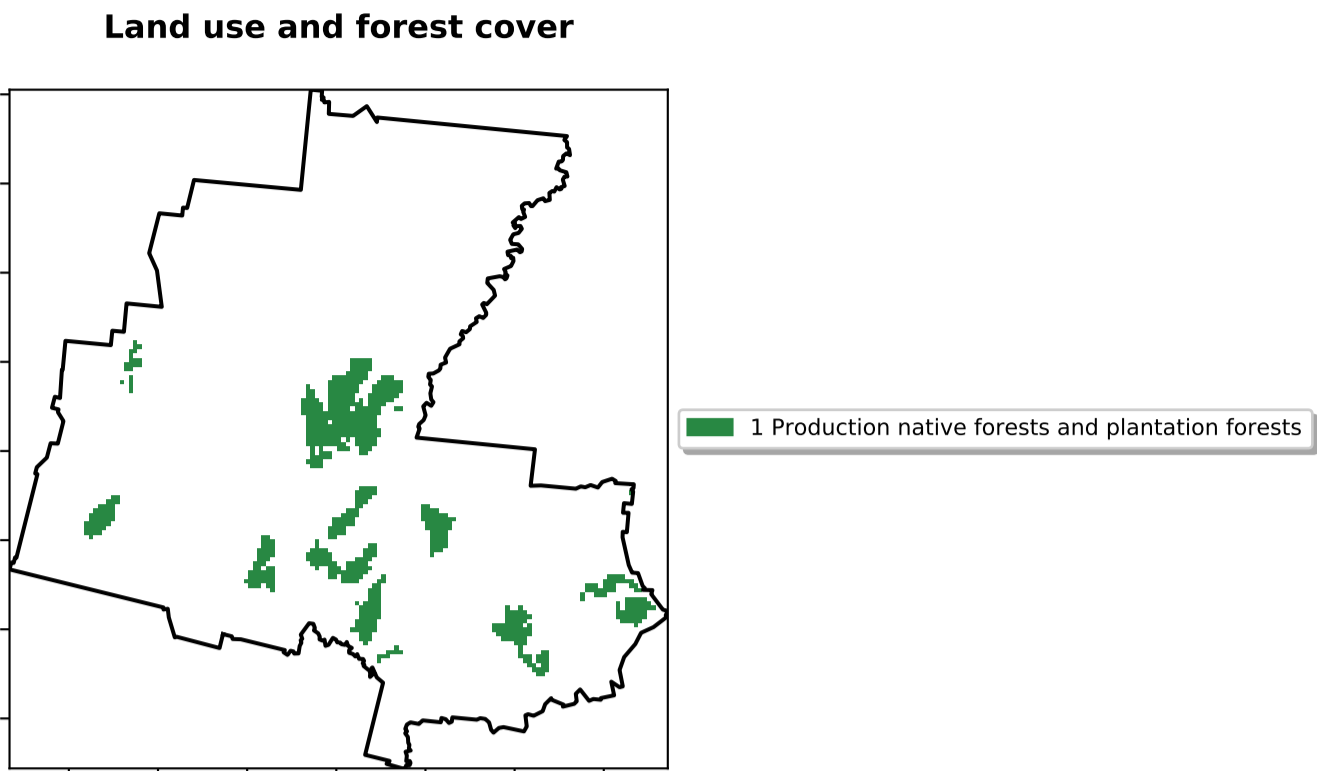 Land use and forest cover
1 Production native forests and plantation forests